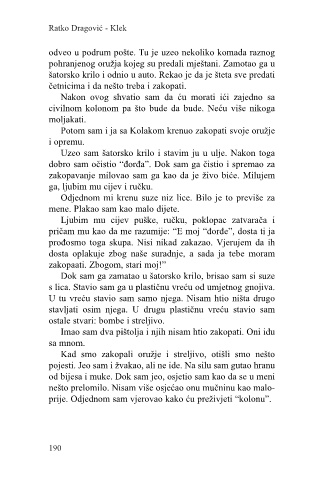 Ratko Dragović - Klek
odveo u podrum pošte. Tu je uzeo nekoliko komada raznog
pohranjenog oružja kojeg su predali mještani. Zamotao ga u
šatorsko krilo i odnio u auto. Rekao je da je šteta sve predati
četnicima i da nešto treba i zakopati.
Nakon ovog shvatio sam da ću morati ići zajedno sa
civilnom kolonom pa što bude da bude. Neću više nikoga
moljakati.
Potom sam i ja sa Kolakom krenuo zakopati svoje oružje
i opremu.
Uzeo sam šatorsko krilo i stavim ju u ulje. Nakon toga
dobro sam očistio “đorđa”. Dok sam ga čistio i spremao za
zakopavanje milovao sam ga kao da je živo biće. Milujem
ga, ljubim mu cijev i ručku.
Odjednom mi krenu suze niz lice. Bilo je to previše za
mene. Plakao sam kao malo dijete.
Ljubim mu cijev puške, ručku, poklopac zatvarača i
pričam mu kao da me razumije: “E moj “đorđe”, dosta ti ja
prođosmo toga skupa. Nisi nikad zakazao. Vjerujem da ih
dosta oplakuje zbog naše suradnje, a sada ja tebe moram
zakopaati. Zbogom, stari moj!”
Dok sam ga zamatao u šatorsko krilo, brisao sam si suze
s lica. Stavio sam ga u plastičnu vreću od umjetnog gnojiva.
U tu vreću stavio sam samo njega. Nisam htio ništa drugo
stavljati osim njega. U drugu plastičnu vreću stavio sam
ostale stvari: bombe i streljivo.
Imao sam dva pištolja i njih nisam htio zakopati. Oni idu
sa mnom.
Kad smo zakopali oružje i streljivo, otišli smo nešto
pojesti. Jeo sam i žvakao, ali ne ide. Na silu sam gutao hranu
od bijesa i muke. Dok sam jeo, osjetio sam kao da se u meni
nešto prelomilo. Nisam više osjećao onu mučninu kao malo-
prije. Odjednom sam vjerovao kako ću preživjeti “kolonu”.
190